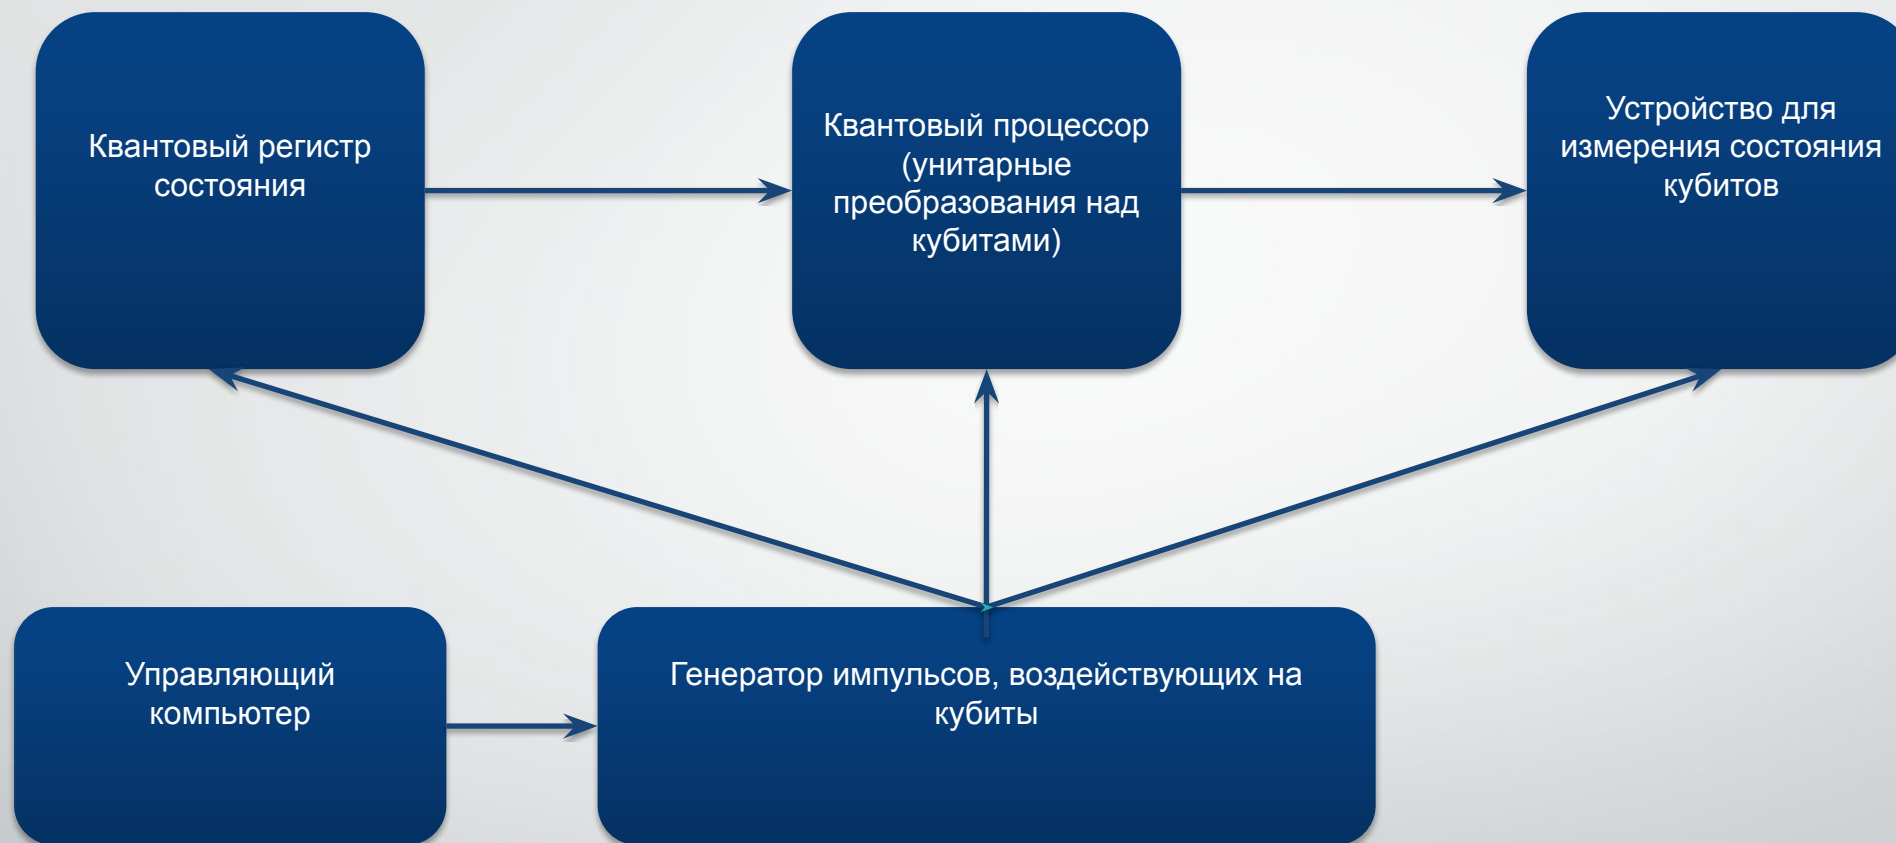 Квантовый регистр
состояния
Квантовый процессор
(унитарные
преобразования над
кубитами)
Устройство для
измерения состояния
кубитов
Управляющий
компьютер
Генератор импульсов, воздействующих на
кубиты